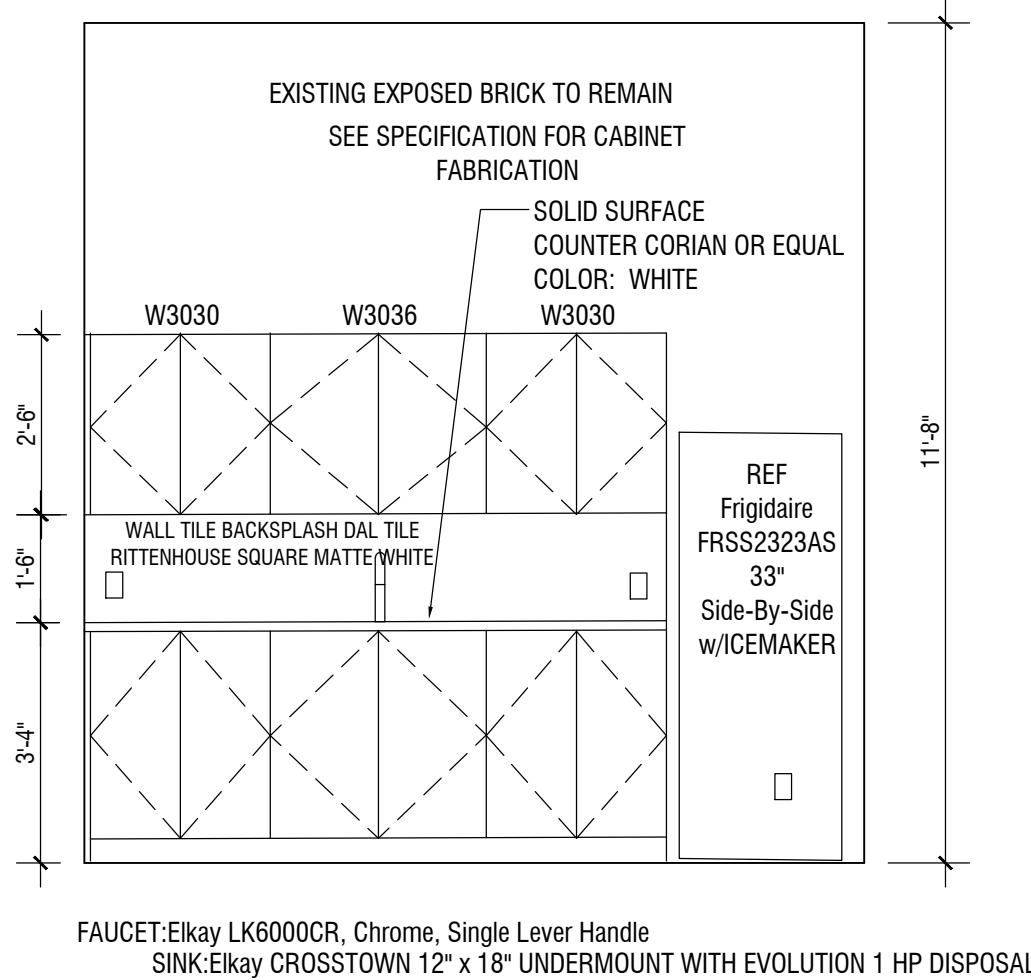 EXISTING EXPOSED BRICK TO REMAIN
SEE SPECIFICATION FOR CABINET
FABRICATION
SOLID SURFACE
COUNTER CORIAN OR EQUAL
COLOR: WHITE
W3030
W3036
W3030
2'-6"
11'-8"
REF
Frigidaire
FRSS2323AS
33"
Side-By-Side
w/ICEMAKER
WALL TILE BACKSPLASH DAL TILE
RITTENHOUSE SQUARE MATTE WHITE
1'-6"
3'-4"
FAUCET:Elkay LK6000CR, Chrome, Single Lever Handle
SINK:Elkay CROSSTOWN 12" x 18" UNDERMOUNT WITH EVOLUTION 1 HP DISPOSAL